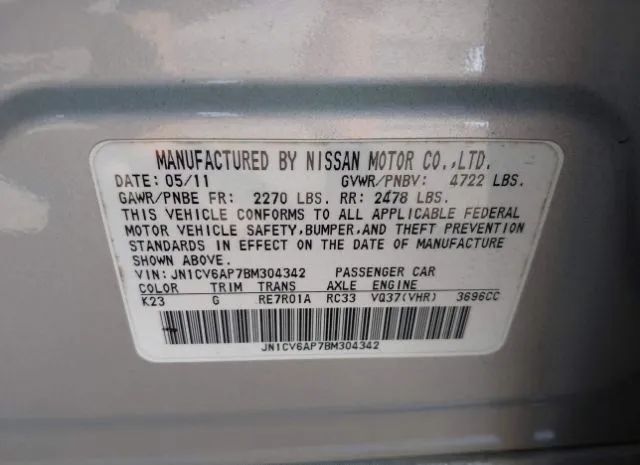 MANUFACTURED BY NISSAN MOTOR CO.,LTD.
DATE: 05/11 GVWR/PNBV: 4722 LBS.
GAWR/PNBE FR: 2270 LBS. RR: 2478 LBS.
THIS VEHICLE CONFORMS TO ALL APPLICABLE FEDERAL
MOTOR VEHICLE SAFETY, BUMPER, AND THEFT PREVENTION
STANDARDS IN EFFECT ON THE DATE OF MANUFACTURE
SHOWN ABOVE.
VIN: JN1CV6AP7BM304342 PASSENGER CAR
COLOR TRIM TRANS AXLE ENGINE
K23 G RE7R01A RC33 VQ37(VHR) 3696CC
JN1CV6AP7BM304342